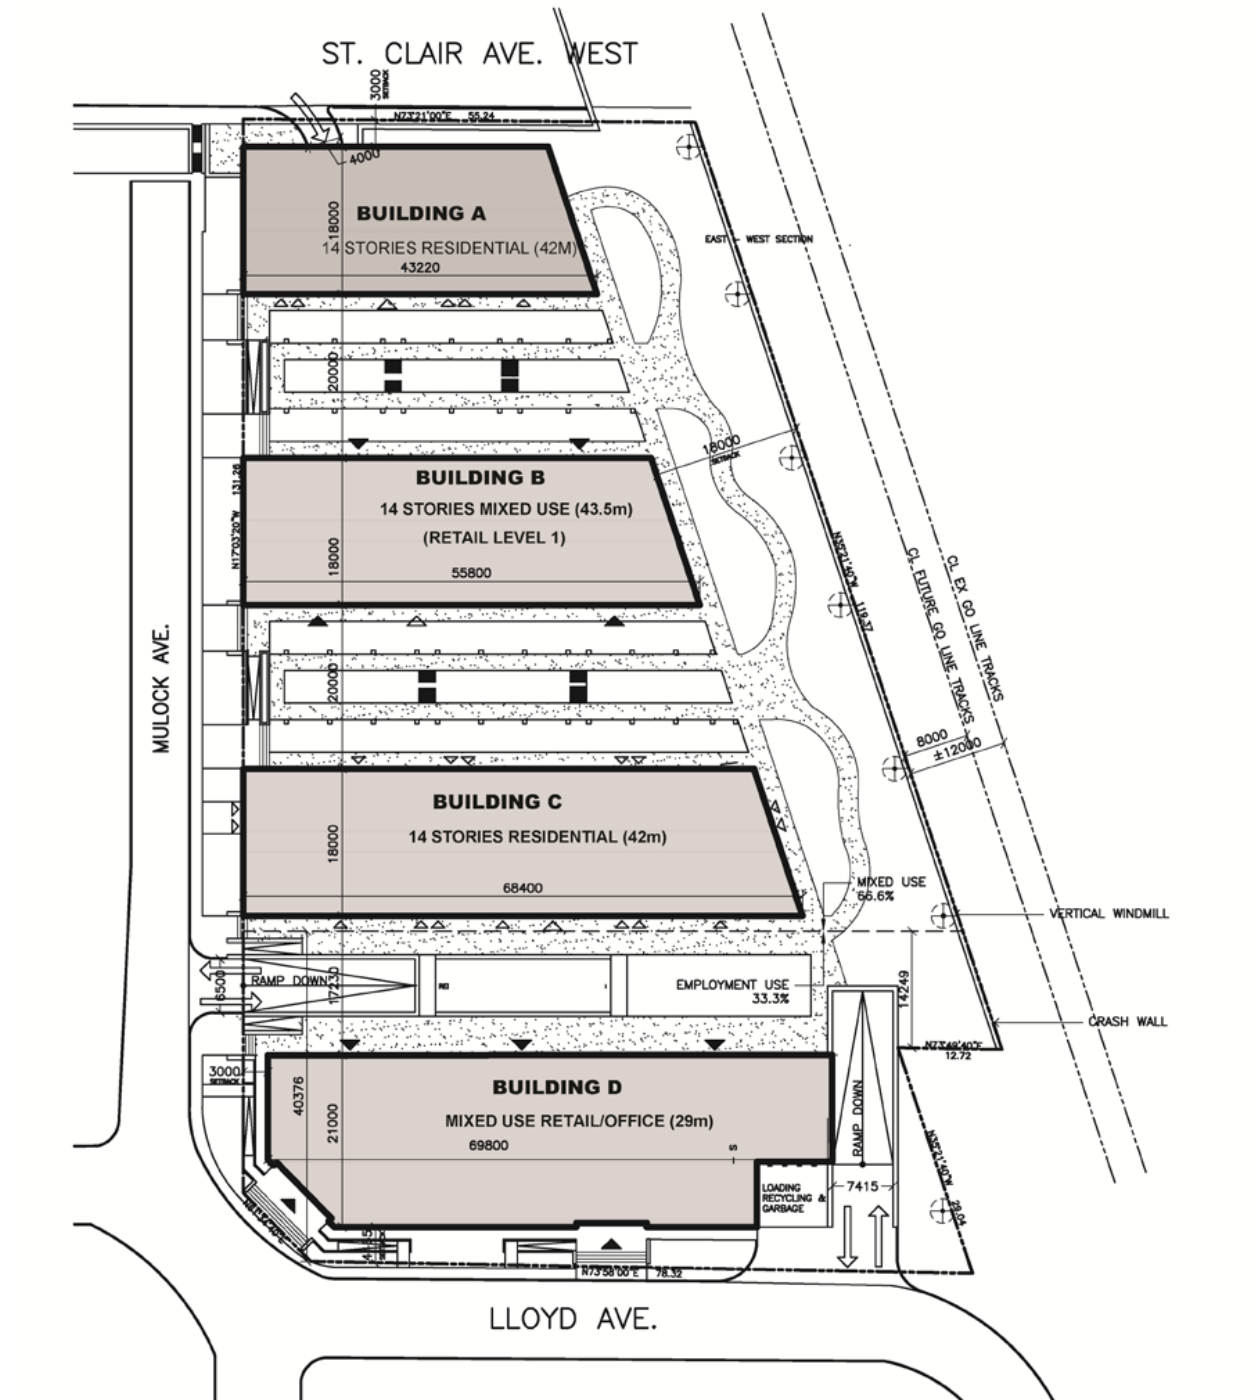 ST. CLAIR AVE. WEST
3000
SETBACK
N73°21'00"E 55.24
4000
BUILDING A
18000
14 STORIES RESIDENTIAL (42M)
43220
EAST - WEST SECTION
20000
18000
SETBACK
BUILDING B
14 STORIES MIXED USE (43.5m)
(RETAIL LEVEL 1)
N17°03'20"W 131.26
18000
55800
N35°21'40"W 119.37
CL FUTURE GO LINE TRACKS
CL EX GO LINE TRACKS
MULOCK AVE.
20000
8000
±12000
BUILDING C
14 STORIES RESIDENTIAL (42m)
18000
68400
MIXED USE
66.6%
VERTICAL WINDMILL
6500
RAMP DOWN
17230
EMPLOYMENT USE
33.3%
14249
CRASH WALL
N73°49'40"E
12.72
3000
SETBACK
40376
21000
BUILDING D
MIXED USE RETAIL/OFFICE (29m)
69800
S
RAMP DOWN
LOADING
RECYCLING &
GARBAGE
7415
N35°21'40"W 29.04
N73°58'00"E 78.32
LLOYD AVE.